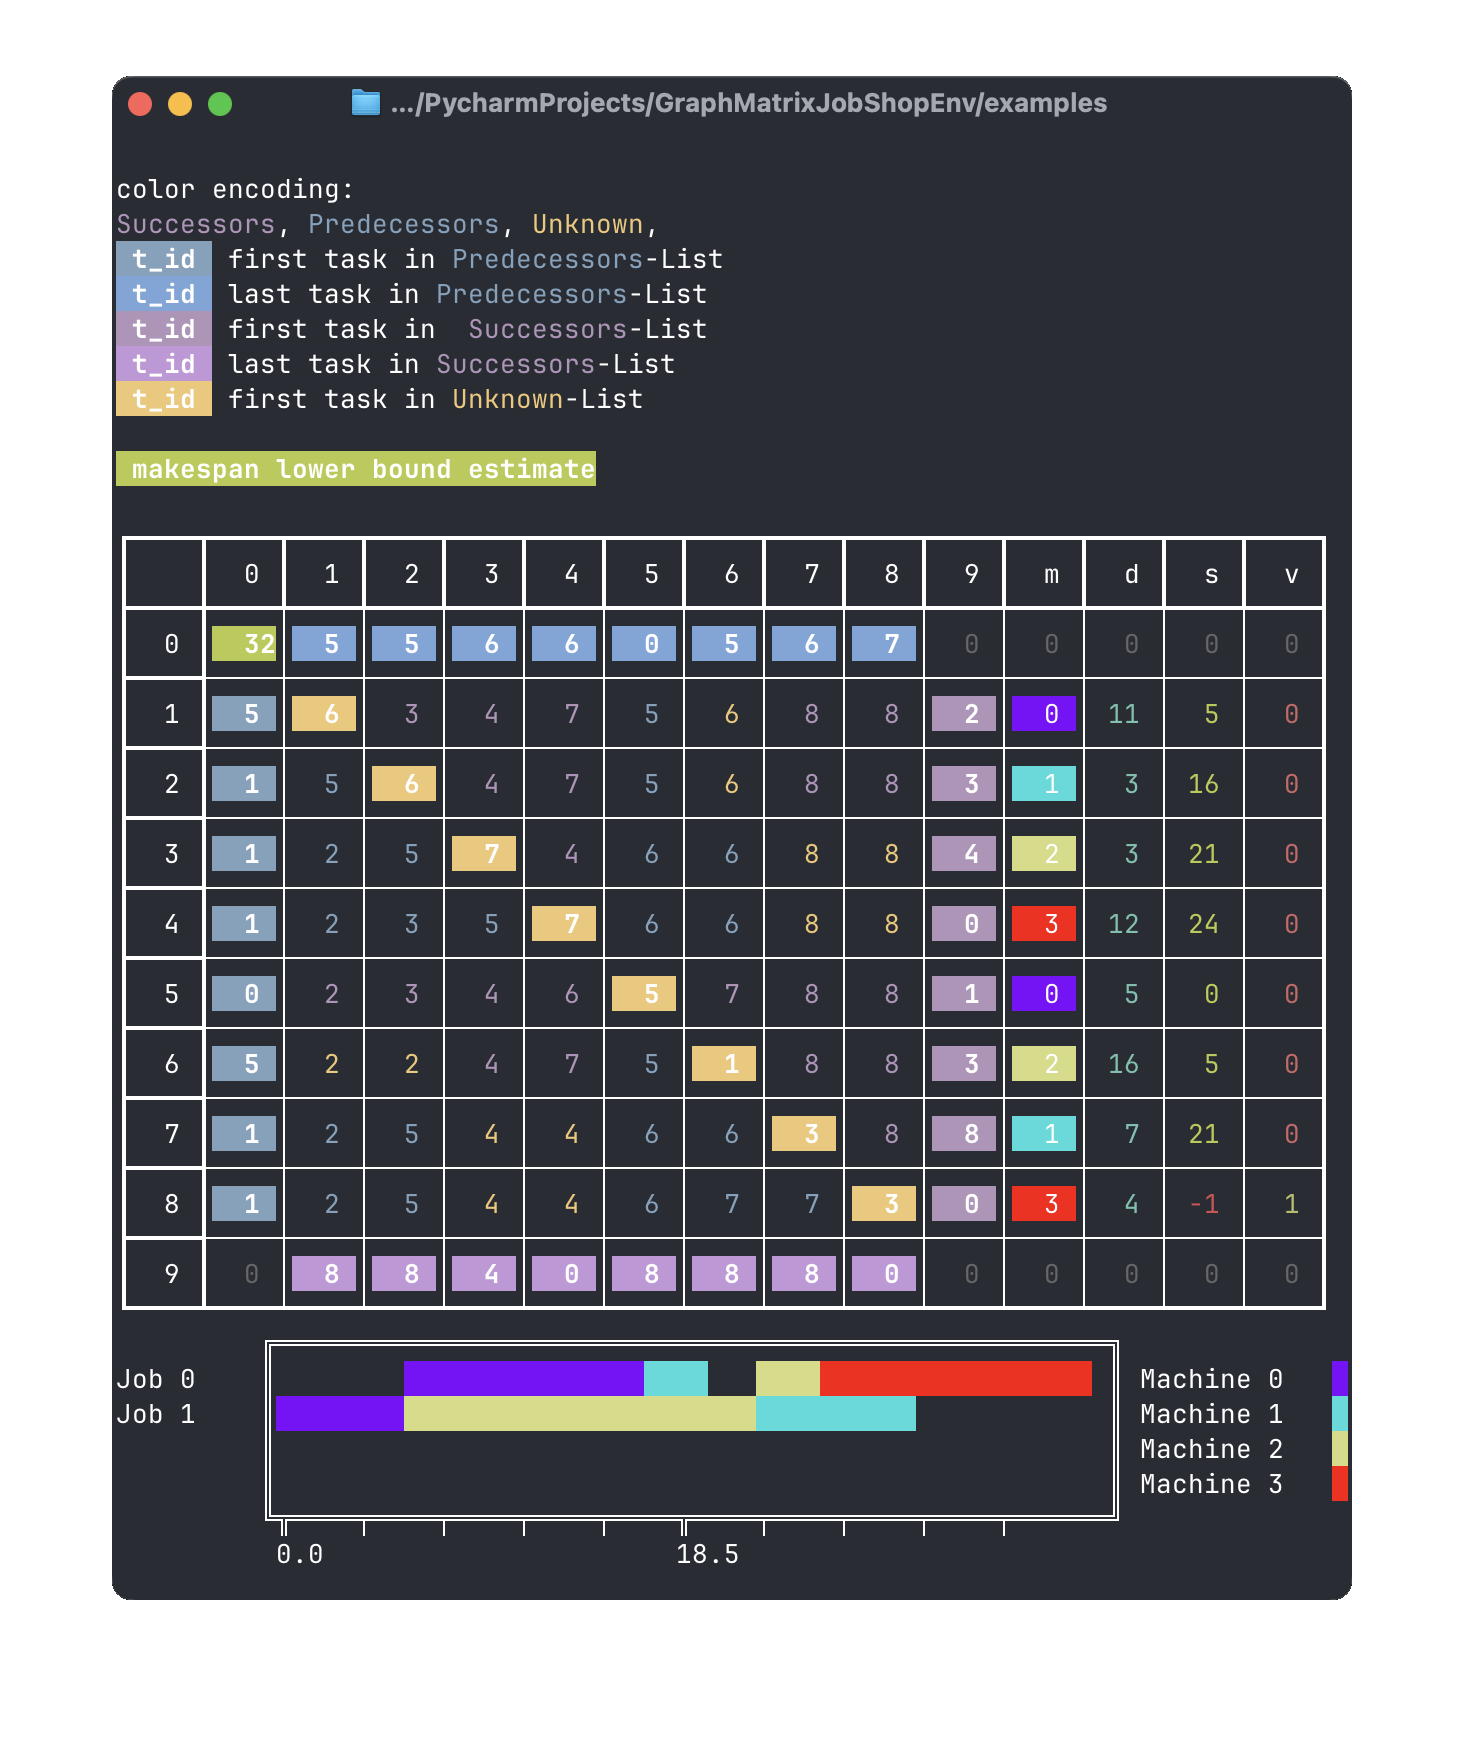 .../PycharmProjects/GraphMatrixJobShopEnv/examples
color encoding:
Successors, Predecessors, Unknown,
t_id first task in Predecessors-List
t_id last task in Predecessors-List
t_id first task in  Successors-List
t_id last task in Successors-List
t_id first task in Unknown-List
makespan lower bound estimate
0 1 2 3 4 5 6 7 8 9 m d s v
0 32 5 5 6 6 0 5 6 7 0 0 0 0 0
1 5 6 3 4 7 5 6 8 8 2 0 11 5 0
2 1 5 6 4 7 5 6 8 8 3 1 3 16 0
3 1 2 5 7 4 6 6 8 8 4 2 3 21 0
4 1 2 3 5 7 6 6 8 8 0 3 12 24 0
5 0 2 3 4 6 5 7 8 8 1 0 5 0 0
6 5 2 2 4 7 5 1 8 8 3 2 16 5 0
7 1 2 5 4 4 6 6 3 8 8 1 7 21 0
8 1 2 5 4 4 6 7 7 3 0 3 4 -1 1
9 0 8 8 4 0 8 8 8 0 0 0 0 0 0
Job 0 Machine 0
Job 1 Machine 1
Machine 2
Machine 3
0.0 18.5